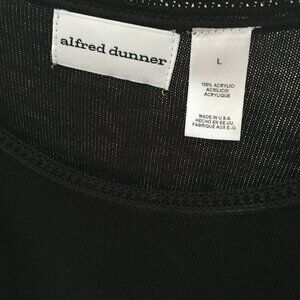 alfred dunner
L
100% ACRYLIC/
ACRILICO/
ACRYLIQUE
MADE IN U.S.A.
HECHO EN EE.UU.
FABRIQUE AUX E.-U.